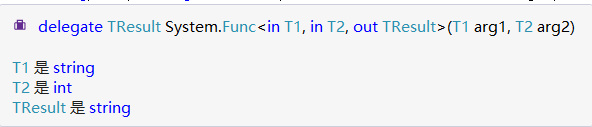 delegate TResult System.Func<in T1, in T2, out TResult>(T1 arg1, T2 arg2)
T1 是 string
T2 是 int
TResult 是 string